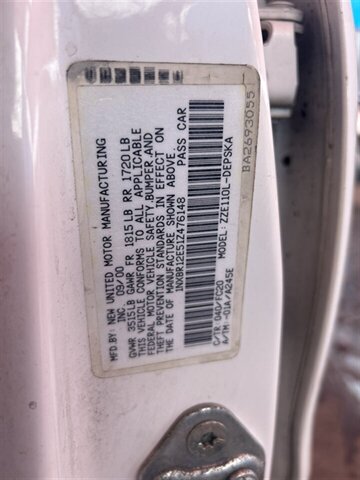 MFD. BY: NEW UNITED MOTOR MANUFACTURING
INC. 09/00
GVWR 3515LB GAWR FR 1815LB RR 1720LB
THIS VEHICLE CONFORMS TO ALL APPLICABLE
FEDERAL MOTOR VEHICLE SAFETY,BUMPER,AND
THEFT PREVENTION STANDARDS IN EFFECT ON
THE DATE OF MANUFACTURE SHOWN ABOVE.
1NXBR12E51Z476148 PASS CAR
MODEL: ZZE110L-DEPSKA
C/TR: 040/FC20
A/TM: -01A/A245E
BA2693055